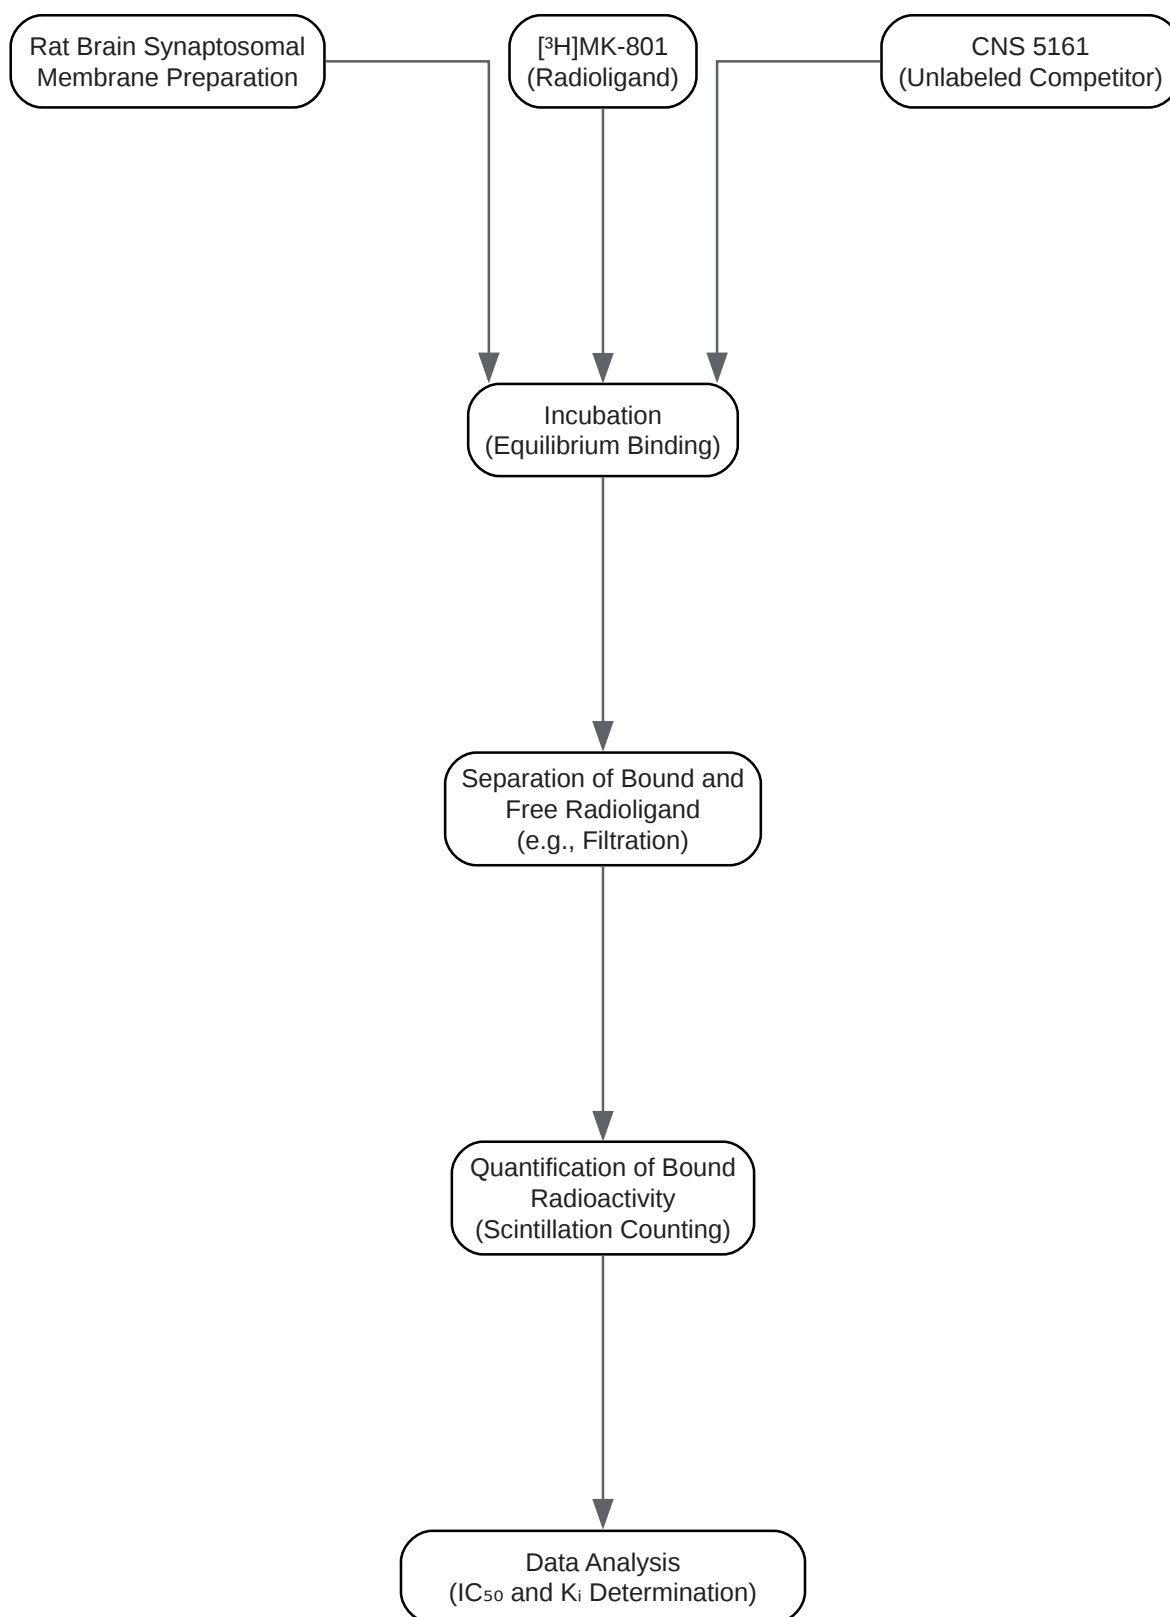 Rat Brain Synaptosomal
Membrane Preparation
[³H]MK-801
(Radioligand)
CNS 5161
(Unlabeled Competitor)
Incubation
(Equilibrium Binding)
Separation of Bound and
Free Radioligand
(e.g., Filtration)
Quantification of Bound
Radioactivity
(Scintillation Counting)
Data Analysis
(IC₅₀ and Kᵢ Determination)